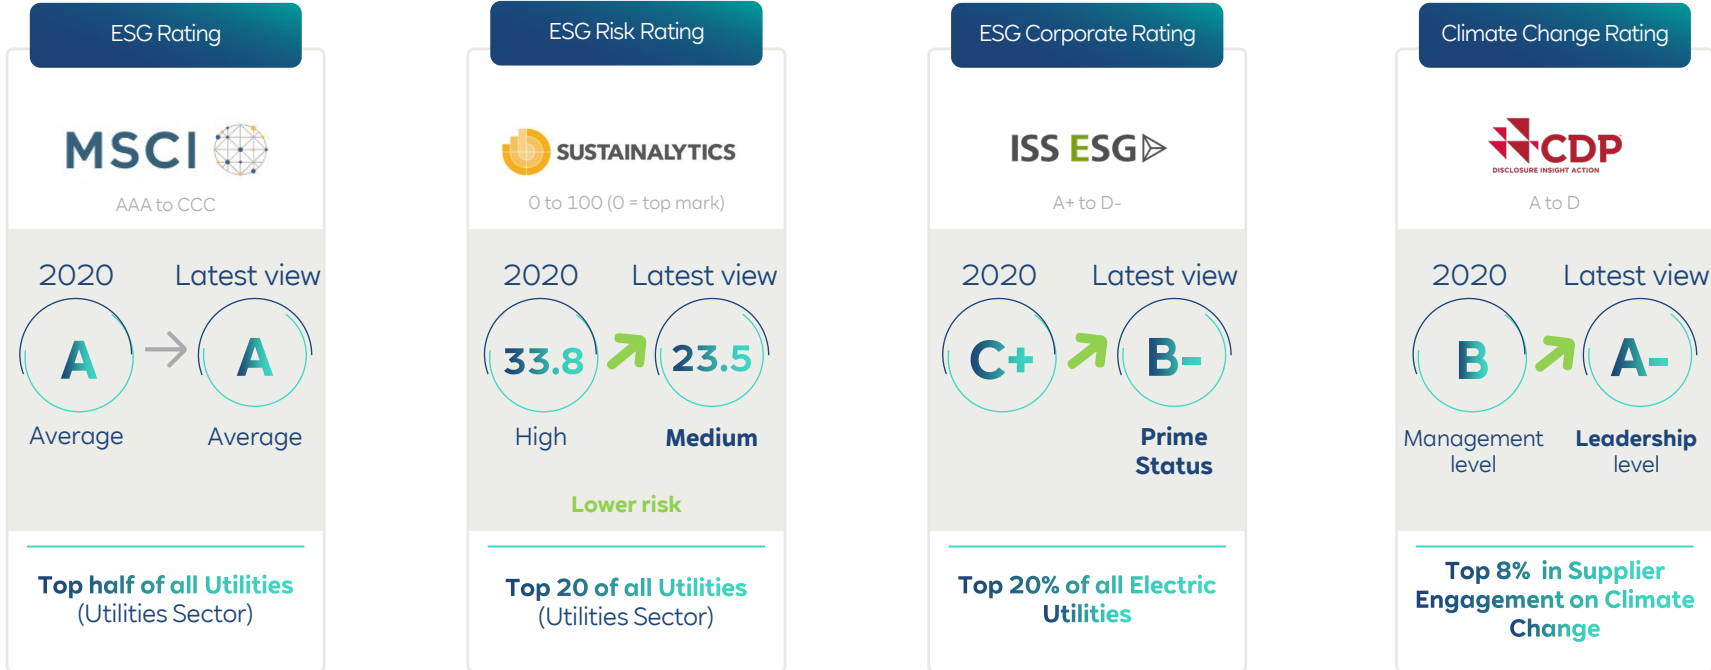 ESG Rating
MSCI
AAA to CCC
2020
Latest view
A
A
Average
Average
Top half of all Utilities
(Utilities Sector)
ESG Risk Rating
SUSTAINALYTICS
0 to 100 (0 = top mark)
2020
Latest view
33.8
23.5
High
Medium
Lower risk
Top 20 of all Utilities
(Utilities Sector)
ESG Corporate Rating
ISS ESG
A+ to D-
2020
Latest view
C+
B-
Prime
Status
Top 20% of all Electric
Utilities
Climate Change Rating
CDP
DISCLOSURE INSIGHT ACTION
A to D
2020
Latest view
B
A-
Management
level
Leadership
level
Top 8% in Supplier
Engagement on Climate
Change